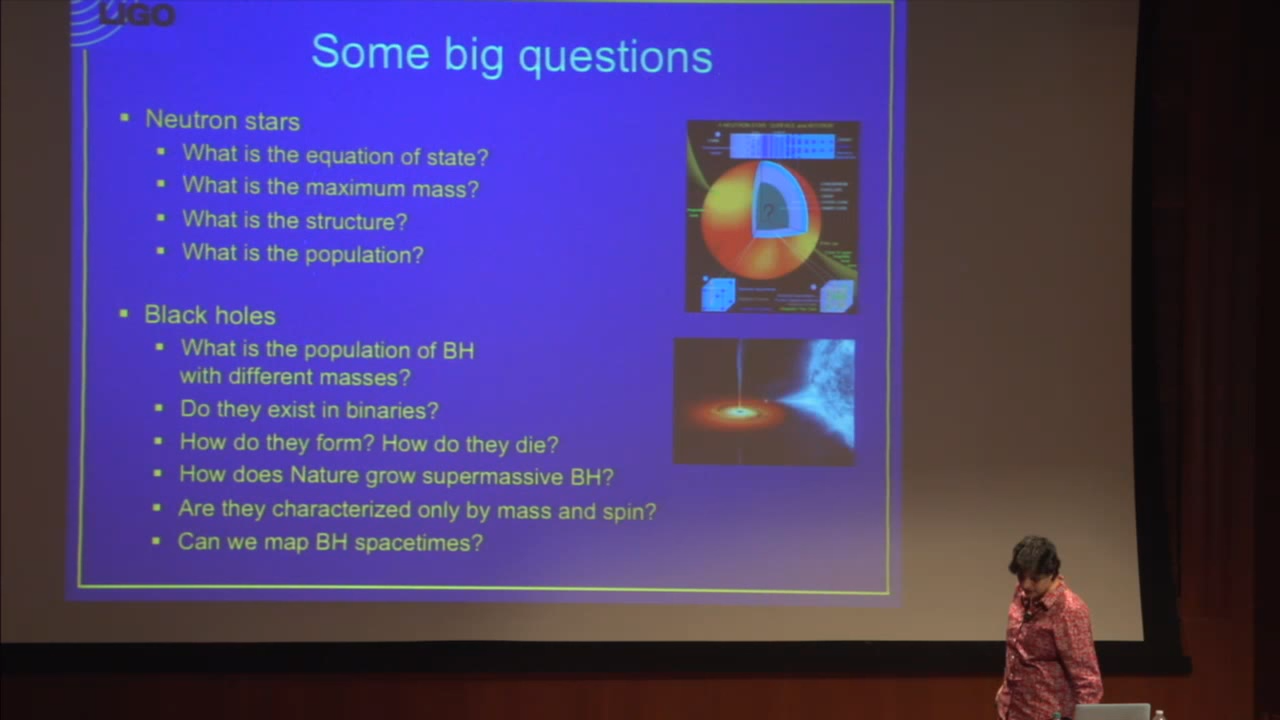 LIGO
Some big questions
▪ Neutron stars
▪ What is the equation of state?
▪ What is the maximum mass?
▪ What is the structure?
▪ What is the population?
▪ Black holes
▪ What is the population of BH
with different masses?
▪ Do they exist in binaries?
▪ How do they form? How do they die?
▪ How does Nature grow supermassive BH?
▪ Are they characterized only by mass and spin?
▪ Can we map BH spacetimes?
?